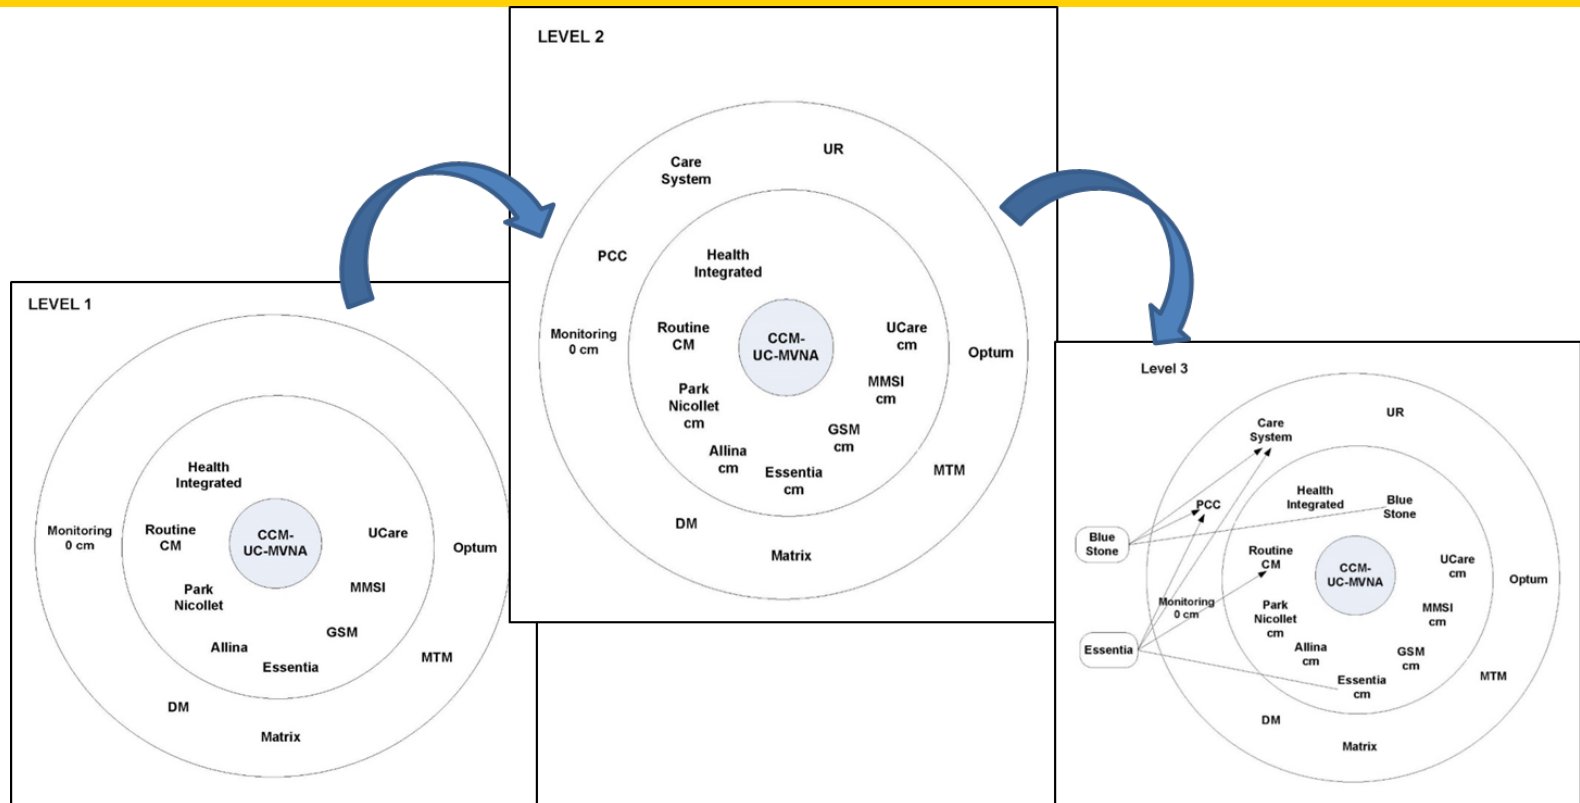 LEVEL 1
Health
Integrated
Monitoring
0 cm
Routine
CM
CCM-
UC-MVNA
UCare
Optum
Park
Nicollet
MMSI
GSM
Allina
Essentia
MTM
DM
Matrix
LEVEL 2
UR
Care
System
PCC
Health
Integrated
Monitoring
0 cm
Routine
CM
CCM-
UC-MVNA
UCare
cm
Optum
Park
Nicollet
cm
MMSI
cm
GSM
cm
Allina
cm
Essentia
cm
MTM
DM
Matrix
Level 3
UR
Care
System
PCC
Health
Integrated
Blue
Stone
Blue
Stone
Routine
CM
CCM-
UC-MVNA
UCare
cm
Optum
Monitoring
0 cm
Park
Nicollet
cm
MMSI
cm
Essentia
Allina
cm
GSM
cm
Essentia
cm
MTM
DM
Matrix